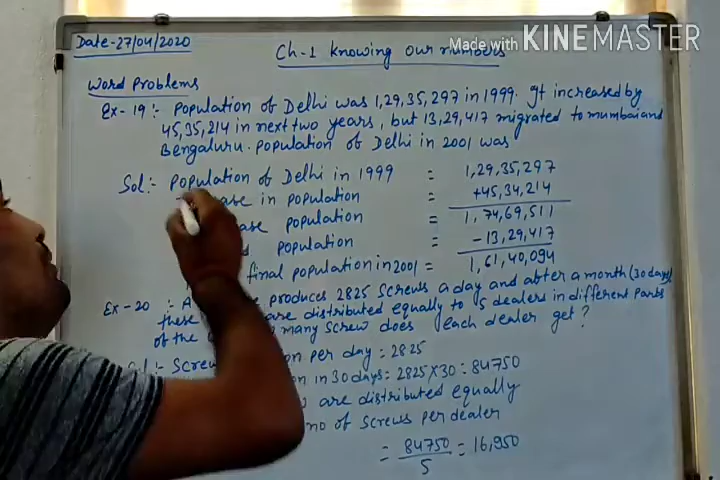 Date-27/04/2020
Ch-1 knowing our numbers
Made with KINEMASTER
Word Problems
Ex-19 :- Population of Delhi was 1,29,35,297 in 1999. It increased by
45,35,214 in next two years, but 13,29,417 migrated to mumbai and
Bengaluru. Population of Delhi in 2001 was
Sol:- Population of Delhi in 1999 = 1,29,35,297
in population = +45,34,214
population = 1,74,69,511
population = -13,29,417
final population in 2001 = 1,61,40,094
Ex-20 :- A produces 2825 screws a day and after a month (30 days)
these are distributed equally to 5 dealers in different parts
of the many screw does each dealer get?
:- Screw per day = 2825
in 30 days = 2825×30 = 84750
are distributed equally
no of screws per dealer
= 84750/5 = 16,950